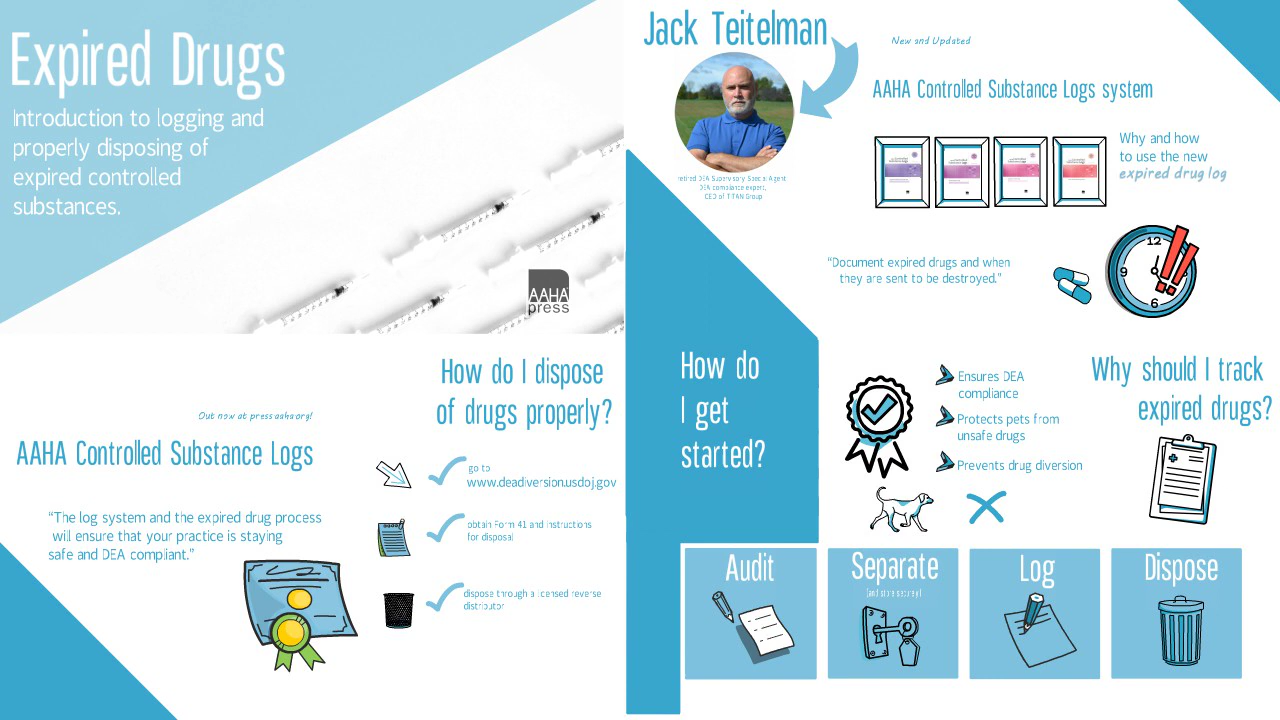 Expired Drugs
Introduction to logging and
properly disposing of
expired controlled
substances.
AAHA
press
Jack Teitelman
retired DEA Supervisory Special Agent
DEA compliance expert,
CEO of TITAN Group
New and Updated
AAHA Controlled Substance Logs system
Why and how
to use the new
expired drug log
"Document expired drugs and when
they are sent to be destroyed."
12
9
6
How do I dispose
of drugs properly?
Out now at press.aaha.org!
AAHA Controlled Substance Logs
"The log system and the expired drug process
will ensure that your practice is staying
safe and DEA compliant."
go to
www.deadiversion.usdoj.gov
obtain Form 41 and instructions
for disposal
dispose through a licensed reverse
distributor
How do
I get
started?
Ensures DEA
compliance
Protects pets from
unsafe drugs
Prevents drug diversion
Why should I track
expired drugs?
Audit
Separate
(and store securely)
Log
Dispose